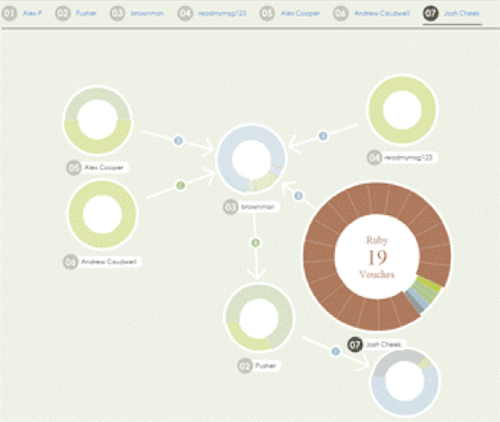 01 Alex P 02 Pusher 03 brownman 04 readmymsg123 05 Alex Cooper 06 Andrew Caudwell 07 Josh Cheek
05 Alex Cooper
04 readmymsg123
03 brownman
06 Andrew Caudwell
Ruby
19
Vouches
07 Josh Cheek
02 Pusher